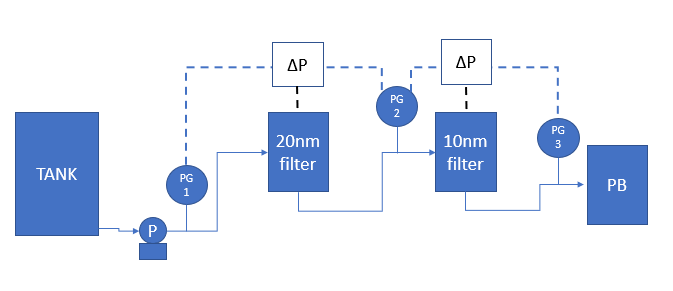 ΔP
ΔP
PG
2
20nm
filter
10nm
filter
PG
3
TANK
PG
1
PB
P